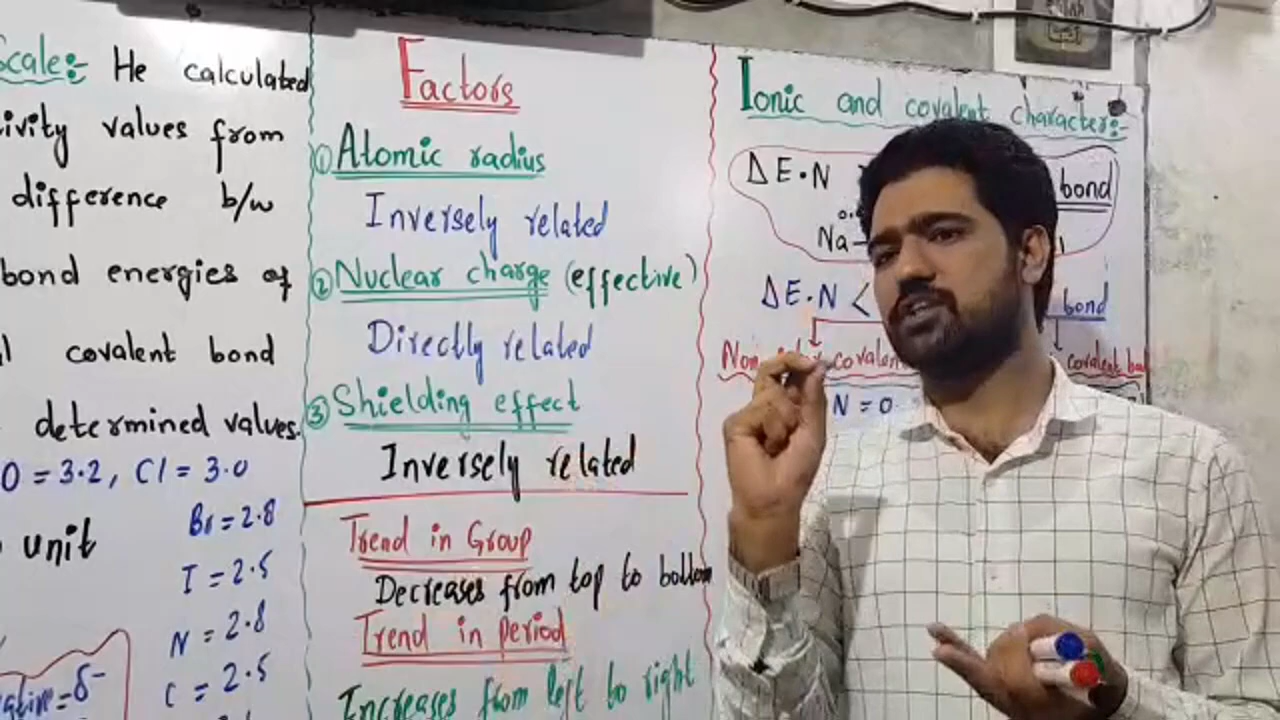 Scale:- He calculated
tivity values from
difference b/w
bond energies of
covalent bond
determined values.
O = 3.2, Cl = 3.0
unit
Br = 2.8
I = 2.5
N = 2.8
C = 2.5
δ-
Factors
① Atomic radius
Inversely related
② Nuclear charge (effective)
Directly related
③ Shielding effect
Inversely related
Trend in Group
Decreases from top to bottom
Trend in period
Increases from left to right
Ionic and covalent character:-
Δ E·N bond
Na-
Δ E·N < bond
covalent covalent
N = 0